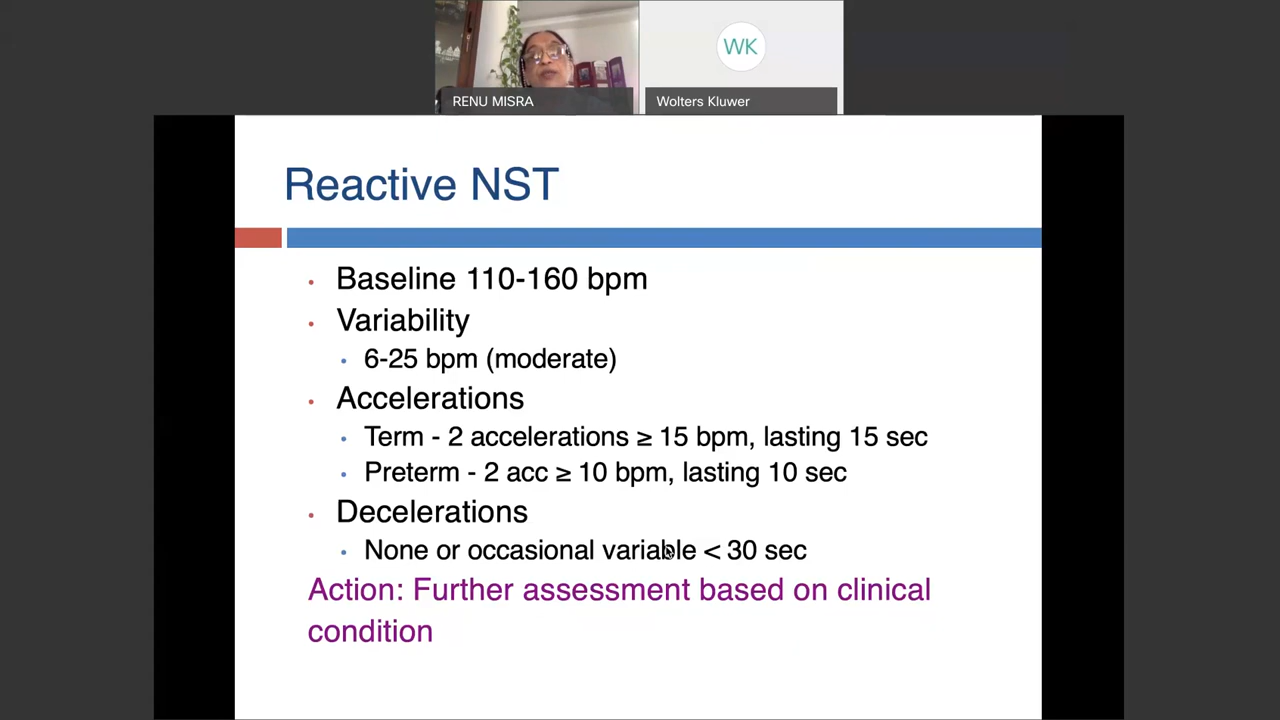 WK
RENU MISRA
Wolters Kluwer
Reactive NST
• Baseline 110-160 bpm
• Variability
• 6-25 bpm (moderate)
• Accelerations
• Term - 2 accelerations ≥ 15 bpm, lasting 15 sec
• Preterm - 2 acc ≥ 10 bpm, lasting 10 sec
• Decelerations
• None or occasional variable < 30 sec
Action: Further assessment based on clinical
condition